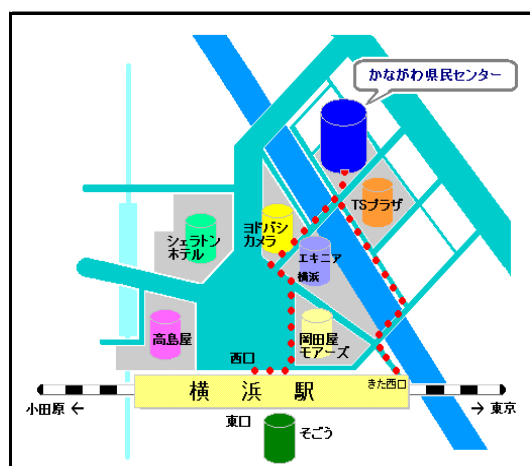 かながわ県民センター
TSプラザ
ヨドバシ
カメラ
シェラトン
ホテル
エキニア
横浜
高島屋
岡田屋
モアーズ
西口
きた西口
横浜駅
小田原 ←
→ 東京
東口
そごう